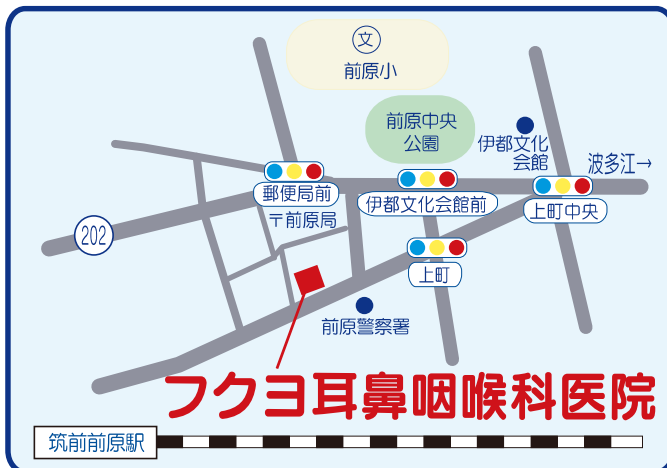 文
前原小
前原中央
公園
伊都文化
会館
波多江→
郵便局前
伊都文化会館前
上町中央
〒前原局
202
上町
前原警察署
フクヨ耳鼻咽喉科医院
筑前前原駅